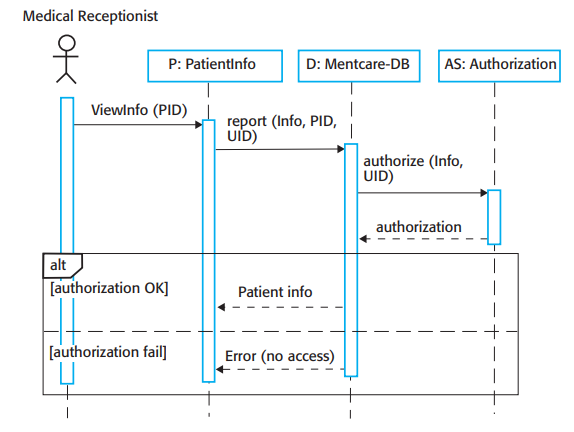 Medical Receptionist
P: PatientInfo
D: Mentcare-DB
AS: Authorization
ViewInfo (PID)
report (Info, PID,
UID)
authorize (Info,
UID)
authorization
alt
[authorization OK]
Patient info
[authorization fail]
Error (no access)